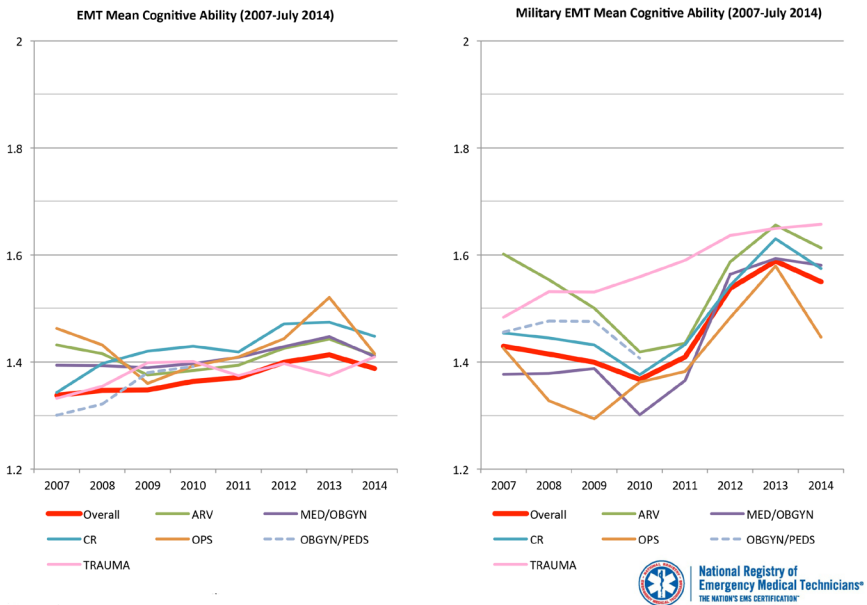 EMT Mean Cognitive Ability (2007-July 2014)
2
1.8
1.6
1.4
1.2
2007 2008 2009 2010 2011 2012 2013 2014
Overall ARV MED/OBGYN
CR OPS OBGYN/PEDS
TRAUMA
Military EMT Mean Cognitive Ability (2007-July 2014)
2
1.8
1.6
1.4
1.2
2007 2008 2009 2010 2011 2012 2013 2014
Overall ARV MED/OBGYN
CR OPS OBGYN/PEDS
TRAUMA
National Registry of
Emergency Medical Technicians®
THE NATION'S EMS CERTIFICATION™